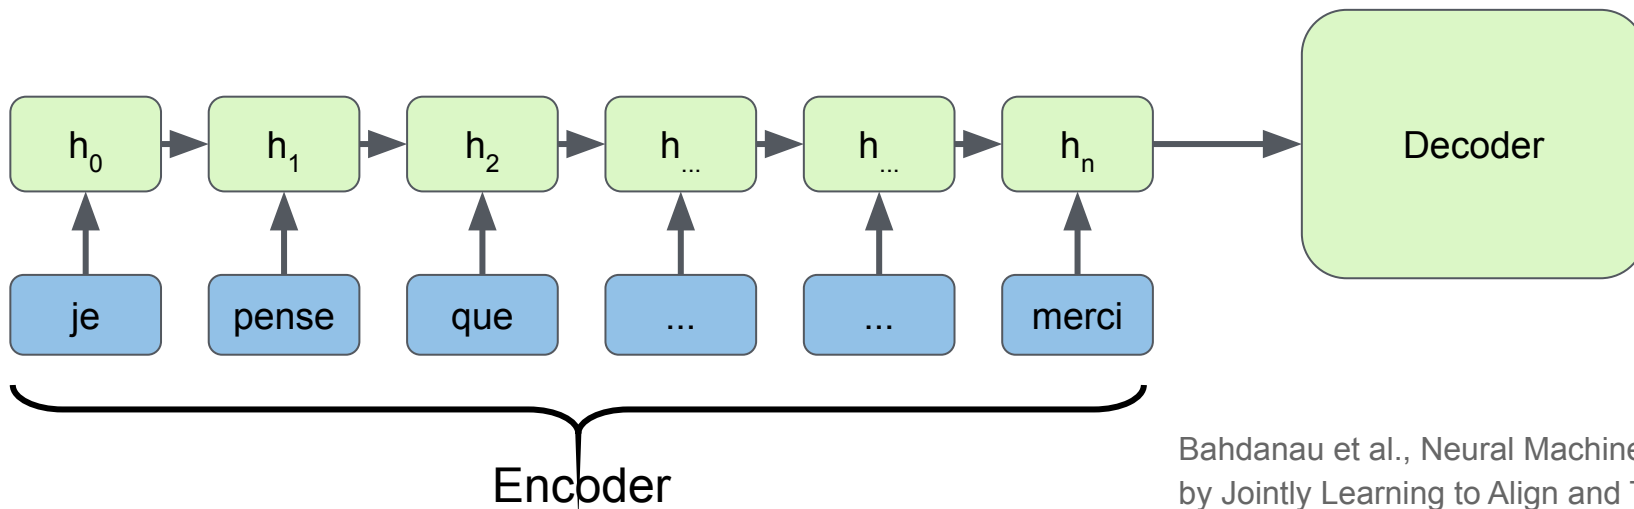 h0 h1 h2 h... h... hn Decoder
je pense que ... ... merci
Encoder
Bahdanau et al., Neural Machine
by Jointly Learning to Align and